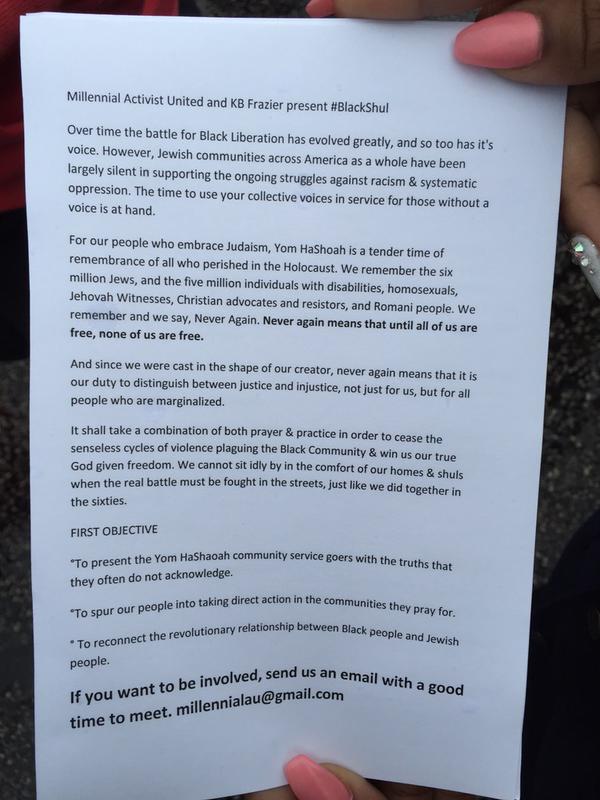 Millennial Activist United and KB Frazier present #BlackShul
Over time the battle for Black Liberation has evolved greatly, and so too has it's
voice. However, Jewish communities across America as a whole have been
largely silent in supporting the ongoing struggles against racism & systematic
oppression. The time to use your collective voices in service for those without a
voice is at hand.
For our people who embrace Judaism, Yom HaShoah is a tender time of
remembrance of all who perished in the Holocaust. We remember the six
million Jews, and the five million individuals with disabilities, homosexuals,
Jehovah Witnesses, Christian advocates and resistors, and Romani people. We
remember and we say, Never Again. Never again means that until all of us are
free, none of us are free.
And since we were cast in the shape of our creator, never again means that it is
our duty to distinguish between justice and injustice, not just for us, but for all
people who are marginalized.
It shall take a combination of both prayer & practice in order to cease the
senseless cycles of violence plaguing the Black Community & win us our true
God given freedom. We cannot sit idly by in the comfort of our homes & shuls
when the real battle must be fought in the streets, just like we did together in
the sixties.
FIRST OBJECTIVE
°To present the Yom HaShaoah community service goers with the truths that
they often do not acknowledge.
°To spur our people into taking direct action in the communities they pray for.
° To reconnect the revolutionary relationship between Black people and Jewish
people.
If you want to be involved, send us an email with a good
time to meet. millennialau@gmail.com